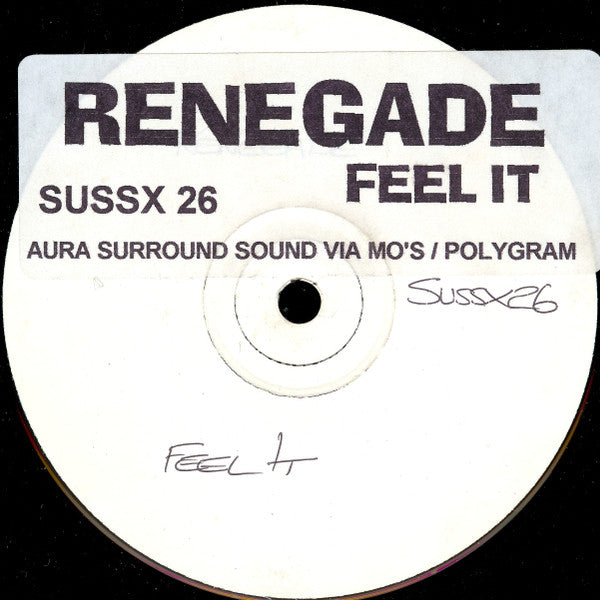 RENEGADE
FEEL IT
SUSSX 26
AURA SURROUND SOUND VIA MO'S / POLYGRAM
SUSSX26
FEEL IT